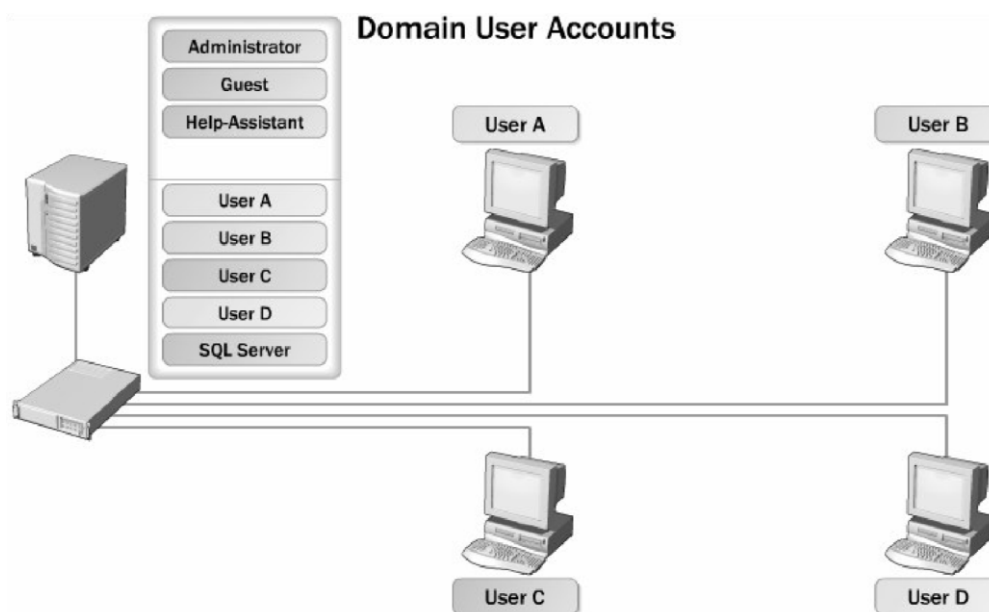 Domain User Accounts
Administrator
Guest
Help-Assistant
User A
User B
User C
User D
SQL Server
User A
User B
User C
User D